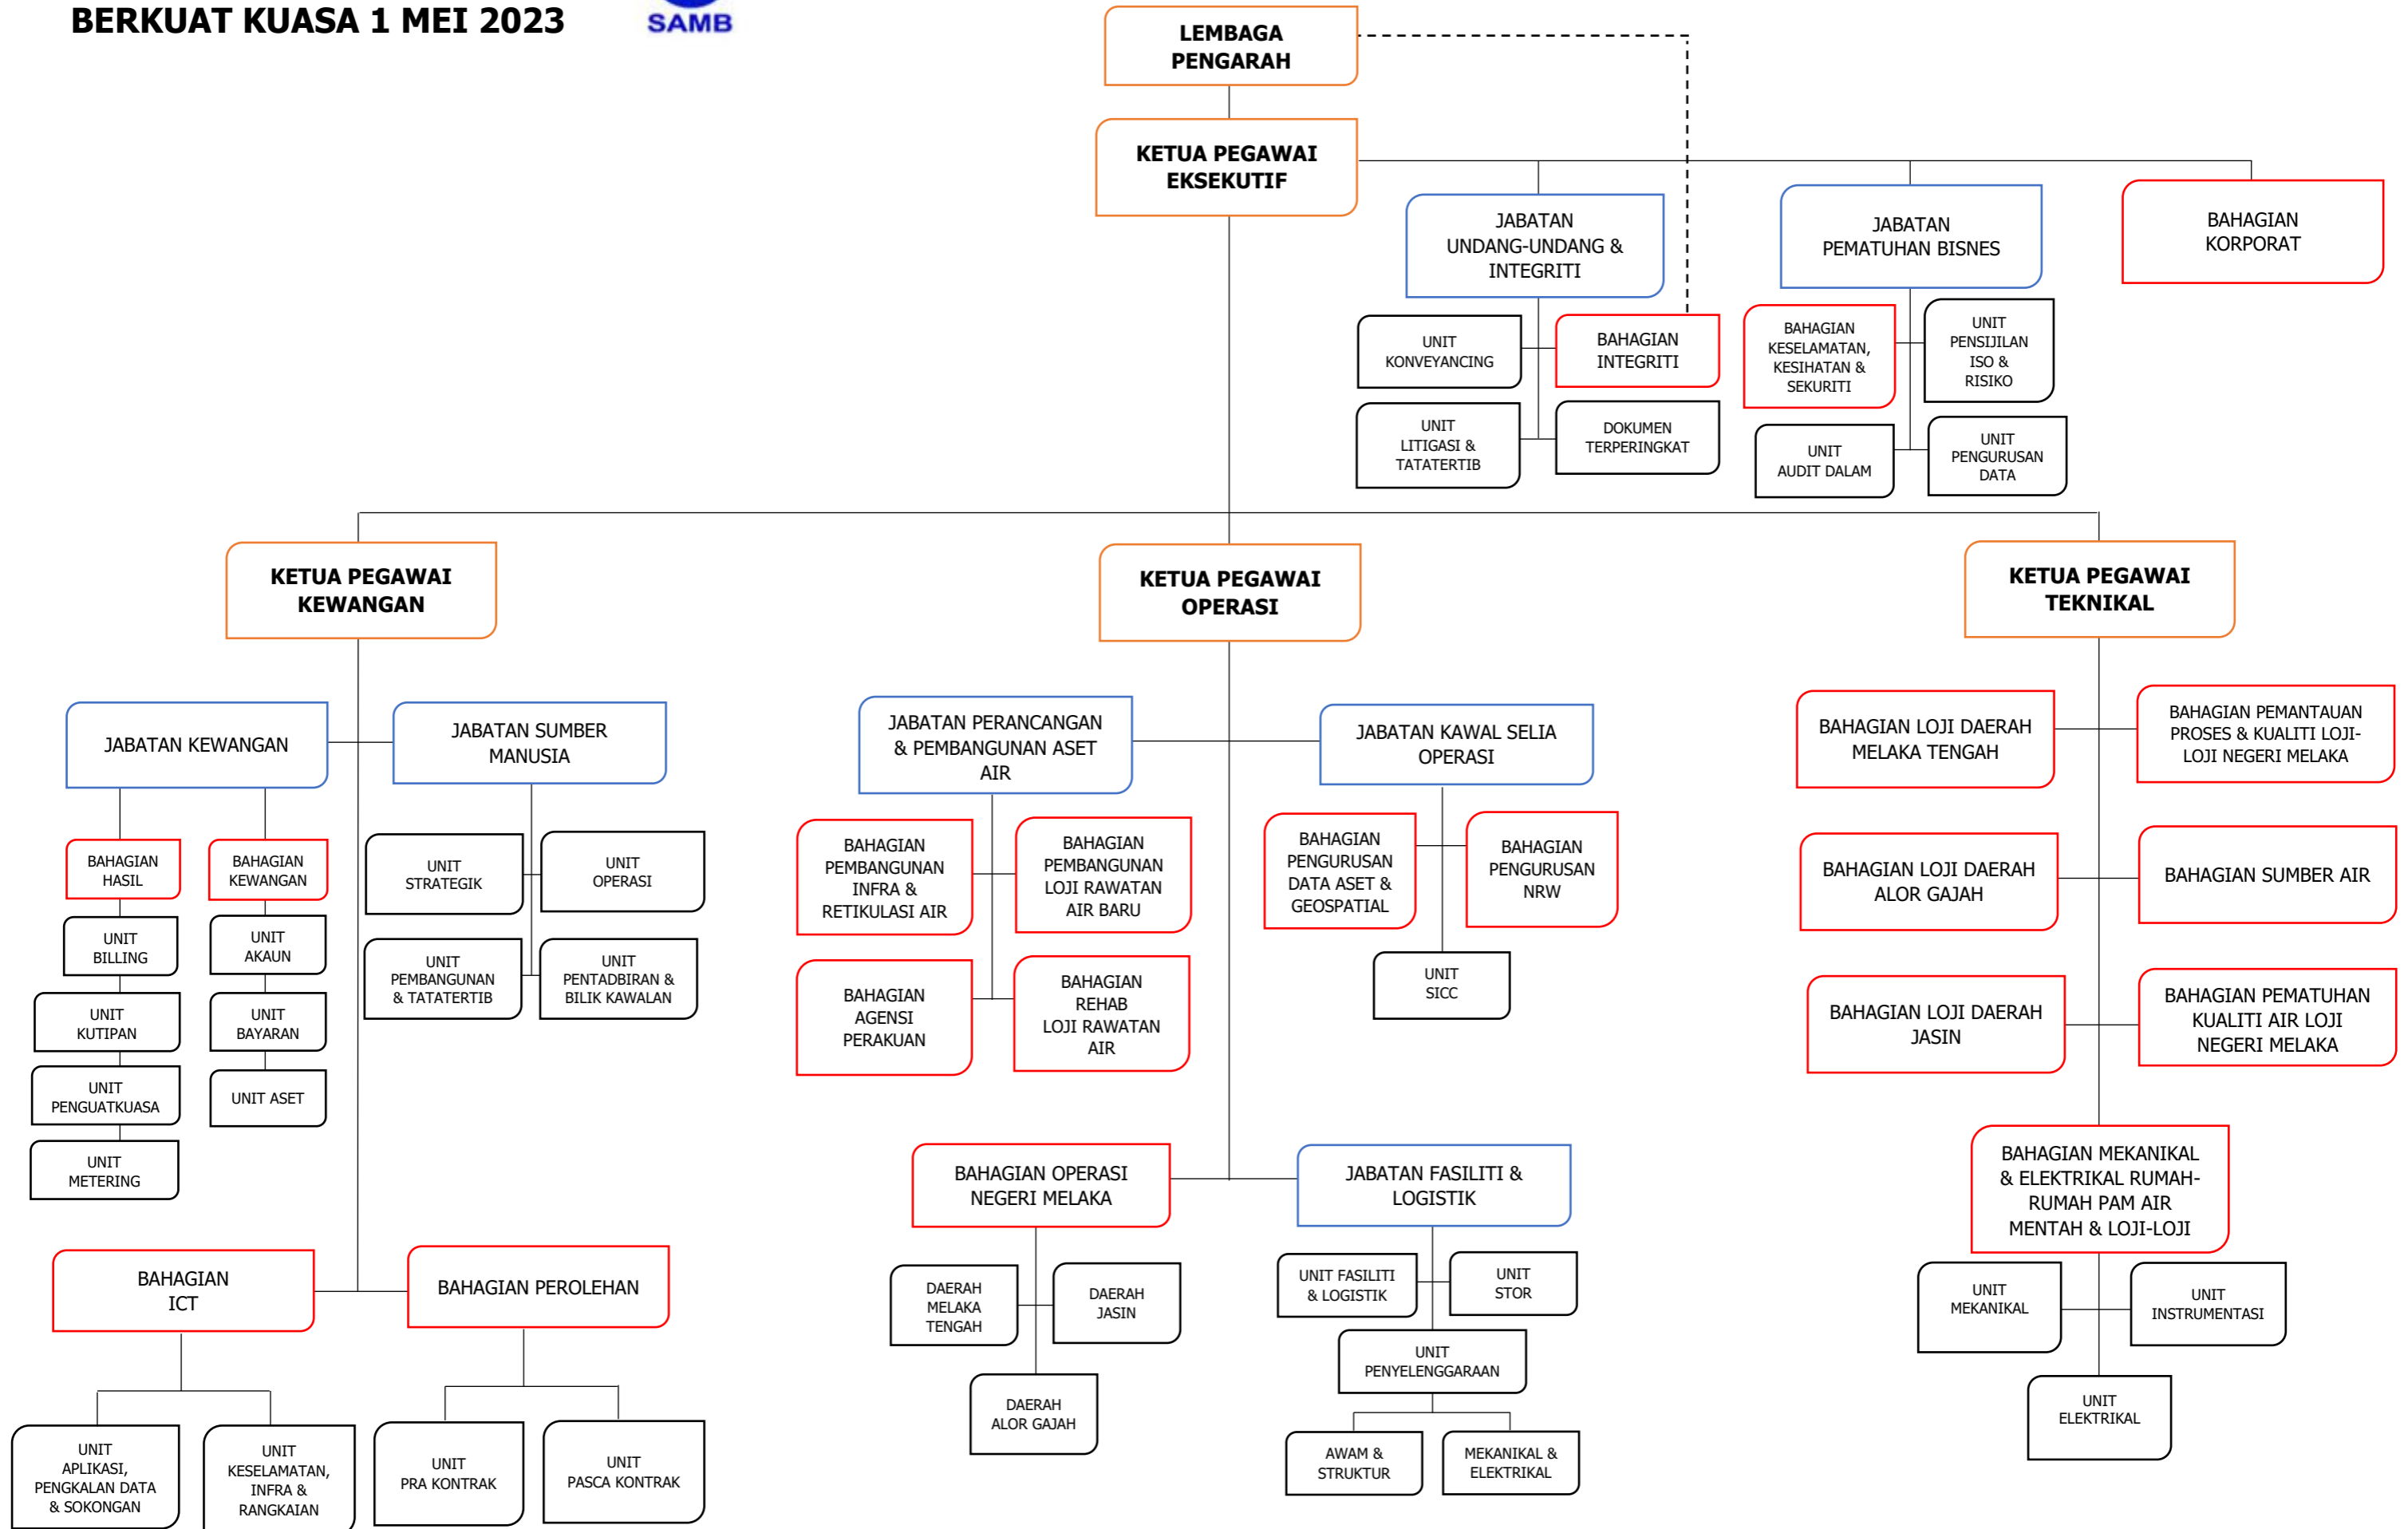 BERKUAT KUASA 1 MEI 2023
SAMB
LEMBAGA
PENGARAH
KETUA PEGAWAI
EKSEKUTIF
JABATAN
UNDANG-UNDANG &
INTEGRITI
JABATAN
PEMATUHAN BISNES
BAHAGIAN
KORPORAT
UNIT
KONVEYANCING
BAHAGIAN
INTEGRITI
UNIT
LITIGASI &
TATATERTIB
DOKUMEN
TERPERINGKAT
BAHAGIAN
KESELAMATAN,
KESIHATAN &
SEKURITI
UNIT
PENSIJILAN
ISO &
RISIKO
UNIT
AUDIT DALAM
UNIT
PENGURUSAN
DATA
KETUA PEGAWAI
KEWANGAN
KETUA PEGAWAI
OPERASI
KETUA PEGAWAI
TEKNIKAL
JABATAN KEWANGAN
JABATAN SUMBER
MANUSIA
BAHAGIAN
HASIL
BAHAGIAN
KEWANGAN
UNIT
BILLING
UNIT
AKAUN
UNIT
KUTIPAN
UNIT
BAYARAN
UNIT
PENGUATKUASA
UNIT ASET
UNIT
METERING
UNIT
STRATEGIK
UNIT
OPERASI
UNIT
PEMBANGUNAN
& TATATERTIB
UNIT
PENTADBIRAN &
BILIK KAWALAN
BAHAGIAN
ICT
BAHAGIAN PEROLEHAN
UNIT
APLIKASI,
PENGKALAN DATA
& SOKONGAN
UNIT
KESELAMATAN,
INFRA &
RANGKAIAN
UNIT
PRA KONTRAK
UNIT
PASCA KONTRAK
JABATAN PERANCANGAN
& PEMBANGUNAN ASET
AIR
JABATAN KAWAL SELIA
OPERASI
BAHAGIAN
PEMBANGUNAN
INFRA &
RETIKULASI AIR
BAHAGIAN
PEMBANGUNAN
LOJI RAWATAN
AIR BARU
BAHAGIAN
AGENSI
PERAKUAN
BAHAGIAN
REHAB
LOJI RAWATAN
AIR
BAHAGIAN
PENGURUSAN
DATA ASET &
GEOSPATIAL
BAHAGIAN
PENGURUSAN
NRW
UNIT
SICC
BAHAGIAN OPERASI
NEGERI MELAKA
JABATAN FASILITI &
LOGISTIK
DAERAH
MELAKA
TENGAH
DAERAH
JASIN
DAERAH
ALOR GAJAH
UNIT FASILITI
& LOGISTIK
UNIT
STOR
UNIT
PENYELENGGARAAN
AWAM &
STRUKTUR
MEKANIKAL &
ELEKTRIKAL
BAHAGIAN LOJI DAERAH
MELAKA TENGAH
BAHAGIAN PEMANTAUAN
PROSES & KUALITI LOJI-
LOJI NEGERI MELAKA
BAHAGIAN LOJI DAERAH
ALOR GAJAH
BAHAGIAN SUMBER AIR
BAHAGIAN LOJI DAERAH
JASIN
BAHAGIAN PEMATUHAN
KUALITI AIR LOJI
NEGERI MELAKA
BAHAGIAN MEKANIKAL
& ELEKTRIKAL RUMAH-
RUMAH PAM AIR
MENTAH & LOJI-LOJI
UNIT
MEKANIKAL
UNIT
INSTRUMENTASI
UNIT
ELEKTRIKAL